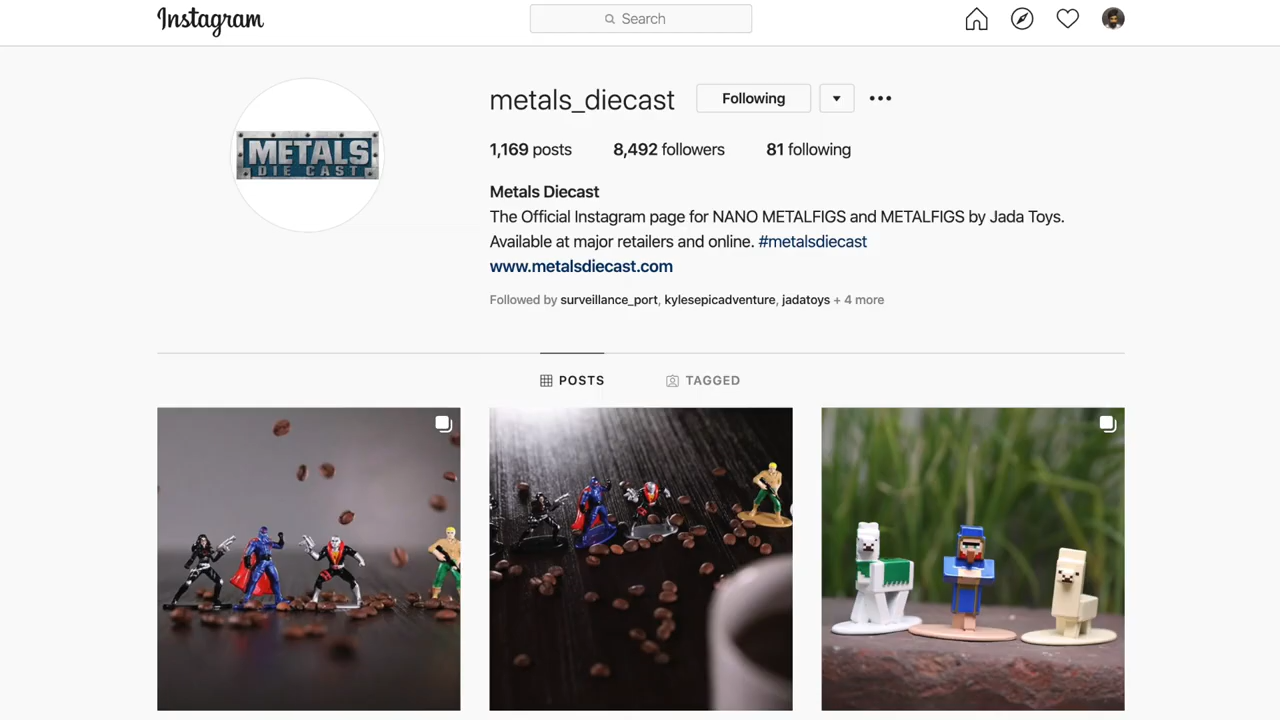 Instagram
Search
METALS
DIE CAST
metals_diecast
Following
1,169 posts 8,492 followers 81 following
Metals Diecast
The Official Instagram page for NANO METALFIGS and METALFIGS by Jada Toys.
Available at major retailers and online. #metalsdiecast
www.metalsdiecast.com
Followed by surveillance_port, kylesepicadventure, jadatoys + 4 more
POSTS
TAGGED